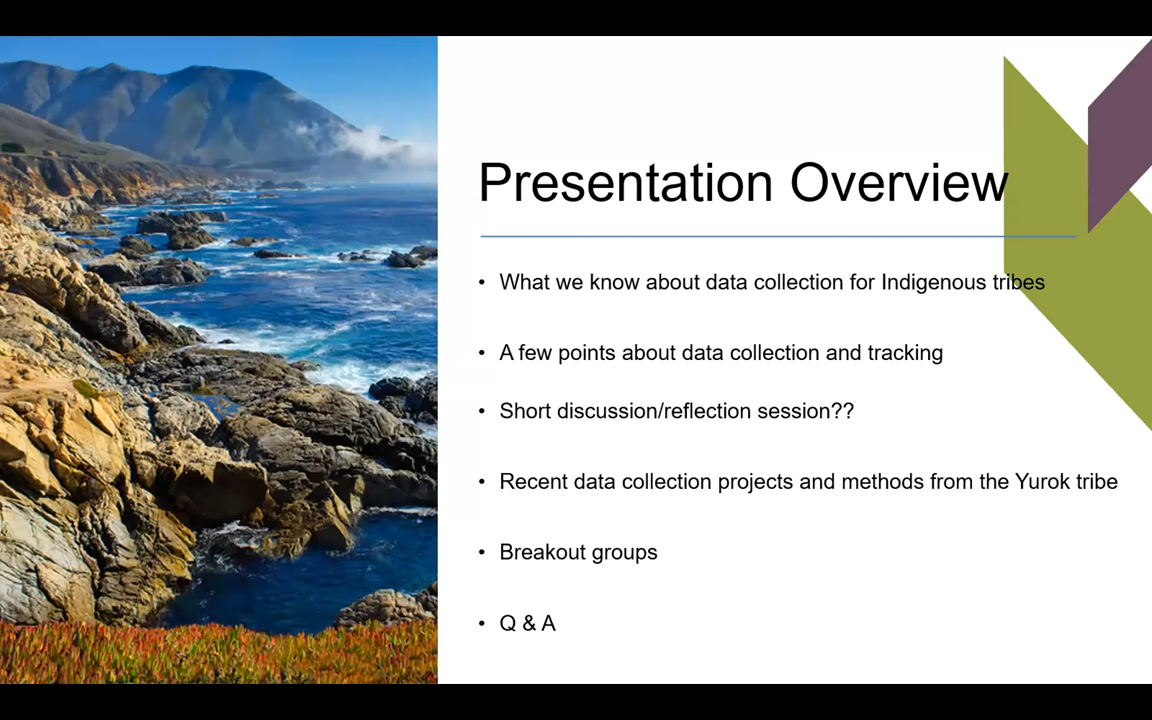 Presentation Overview
• What we know about data collection for Indigenous tribes
• A few points about data collection and tracking
• Short discussion/reflection session??
• Recent data collection projects and methods from the Yurok tribe
• Breakout groups
• Q & A